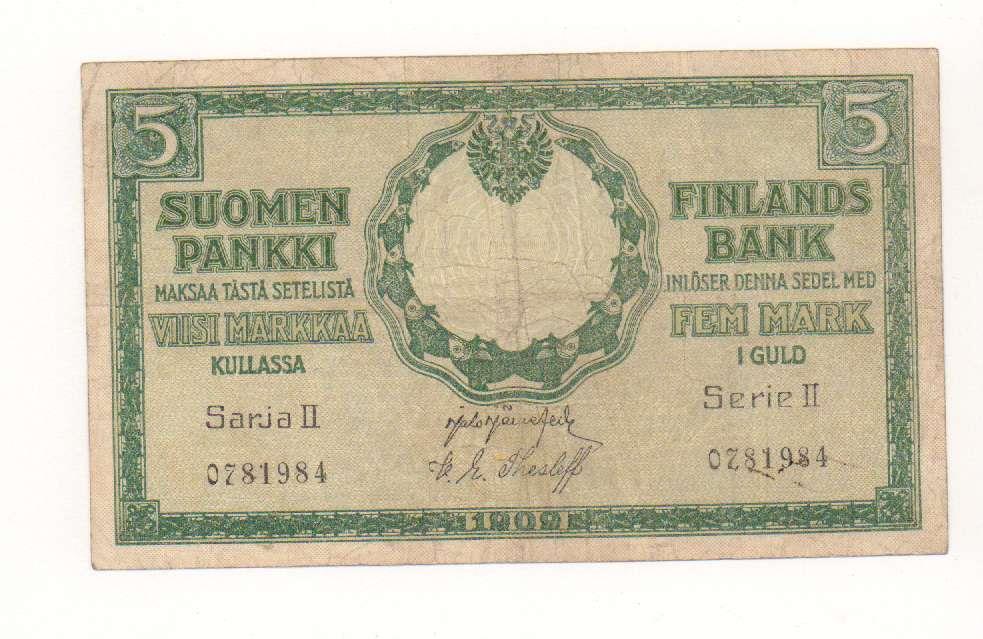 5
5
SUOMEN
PANKKI
MAKSAA TÄSTÄ SETELISTÄ
VIISI MARKKAA
KULLASSA
Sarja II
0781984
FINLANDS
BANK
INLÖSER DENNA SEDEL MED
FEM MARK
I GULD
Serie II
0781984
Thesleff
1909